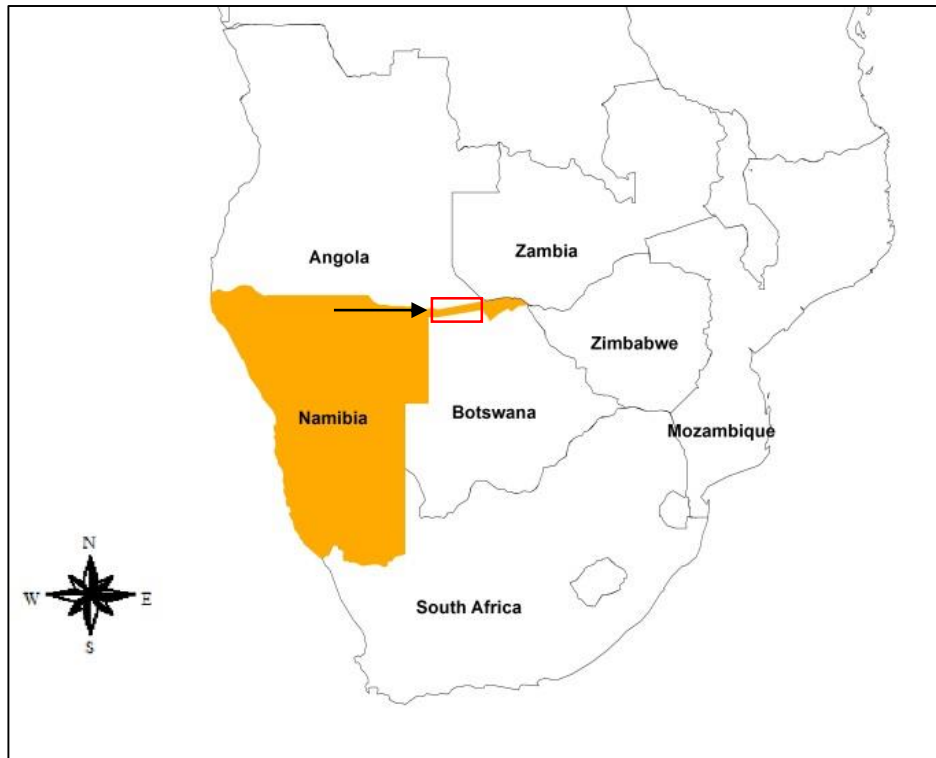 Angola
Zambia
Zimbabwe
Namibia
Botswana
Mozambique
South Africa
N
W
E
S